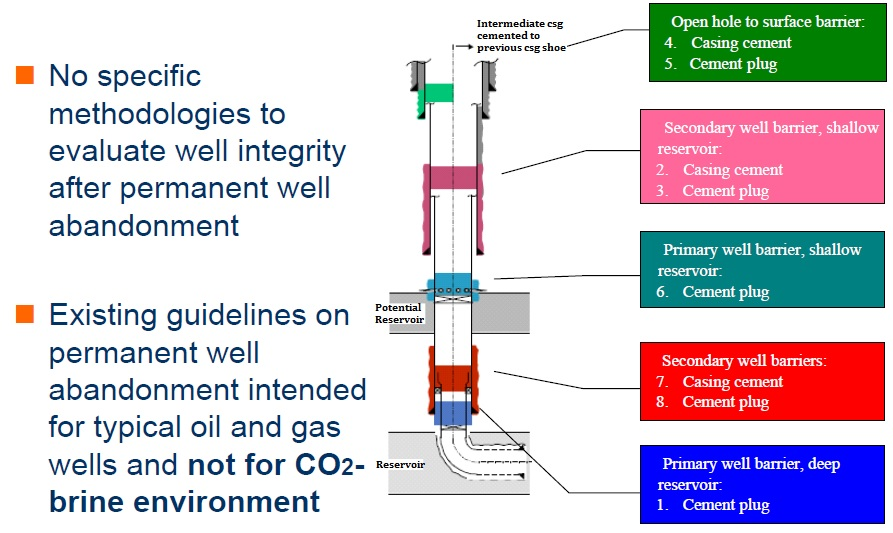 No specific
methodologies to
evaluate well integrity
after permanent well
abandonment
Existing guidelines on
permanent well
abandonment intended
for typical oil and gas
wells and not for CO2-
brine environment
Intermediate csg
cemented to
previous csg shoe
Potential
Reservoir
Reservoir
Open hole to surface barrier:
4. Casing cement
5. Cement plug
Secondary well barrier, shallow
reservoir:
2. Casing cement
3. Cement plug
Primary well barrier, shallow
reservoir:
6. Cement plug
Secondary well barriers:
7. Casing cement
8. Cement plug
Primary well barrier, deep
reservoir:
1. Cement plug